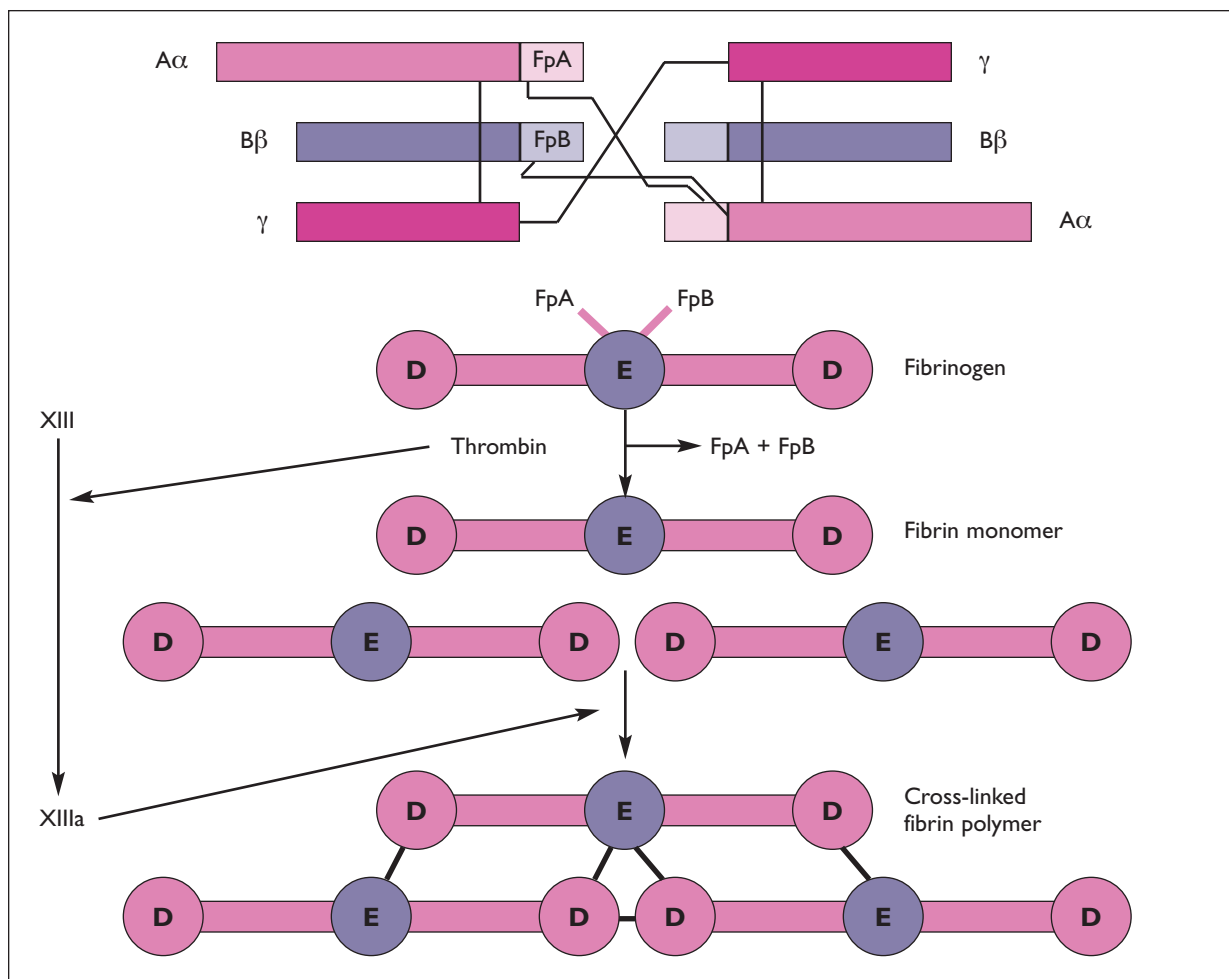 Aα FpA γ
Bβ FpB Bβ
γ Aα
FpA FpB
D E D Fibrinogen
XIII
Thrombin FpA + FpB
D E D Fibrin monomer
D E D D E D
XIIIa
D E D Cross-linked
fibrin polymer
D E D D E D